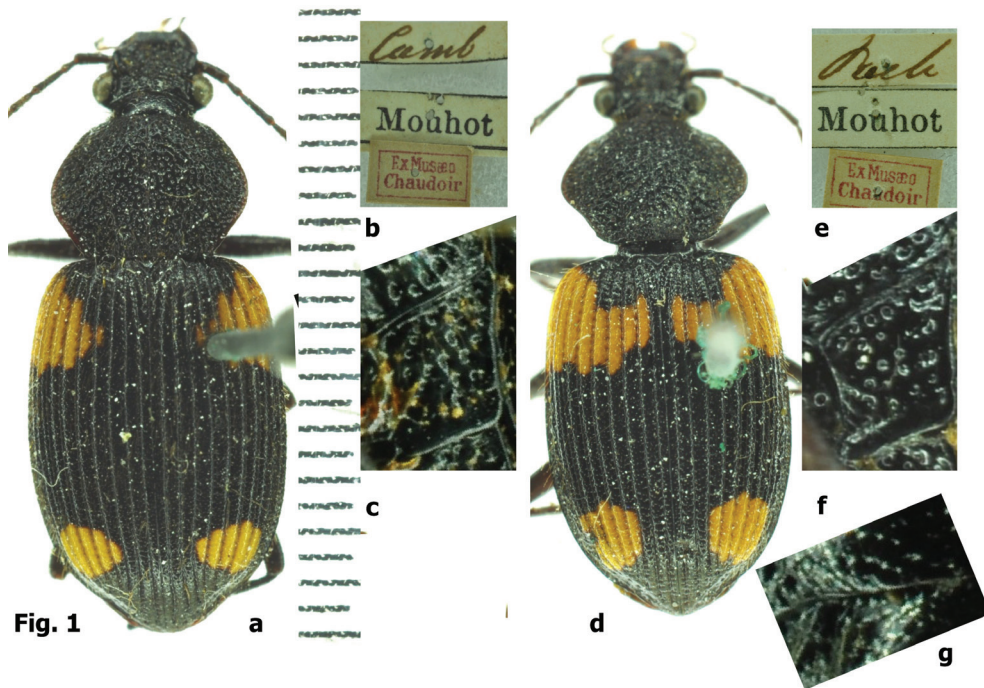 Camb
Mouhot
Ex Musæo
Chaudoir
b
c
Fig. 1
a
Mouhot
Ex Musæo
Chaudoir
e
f
d
g